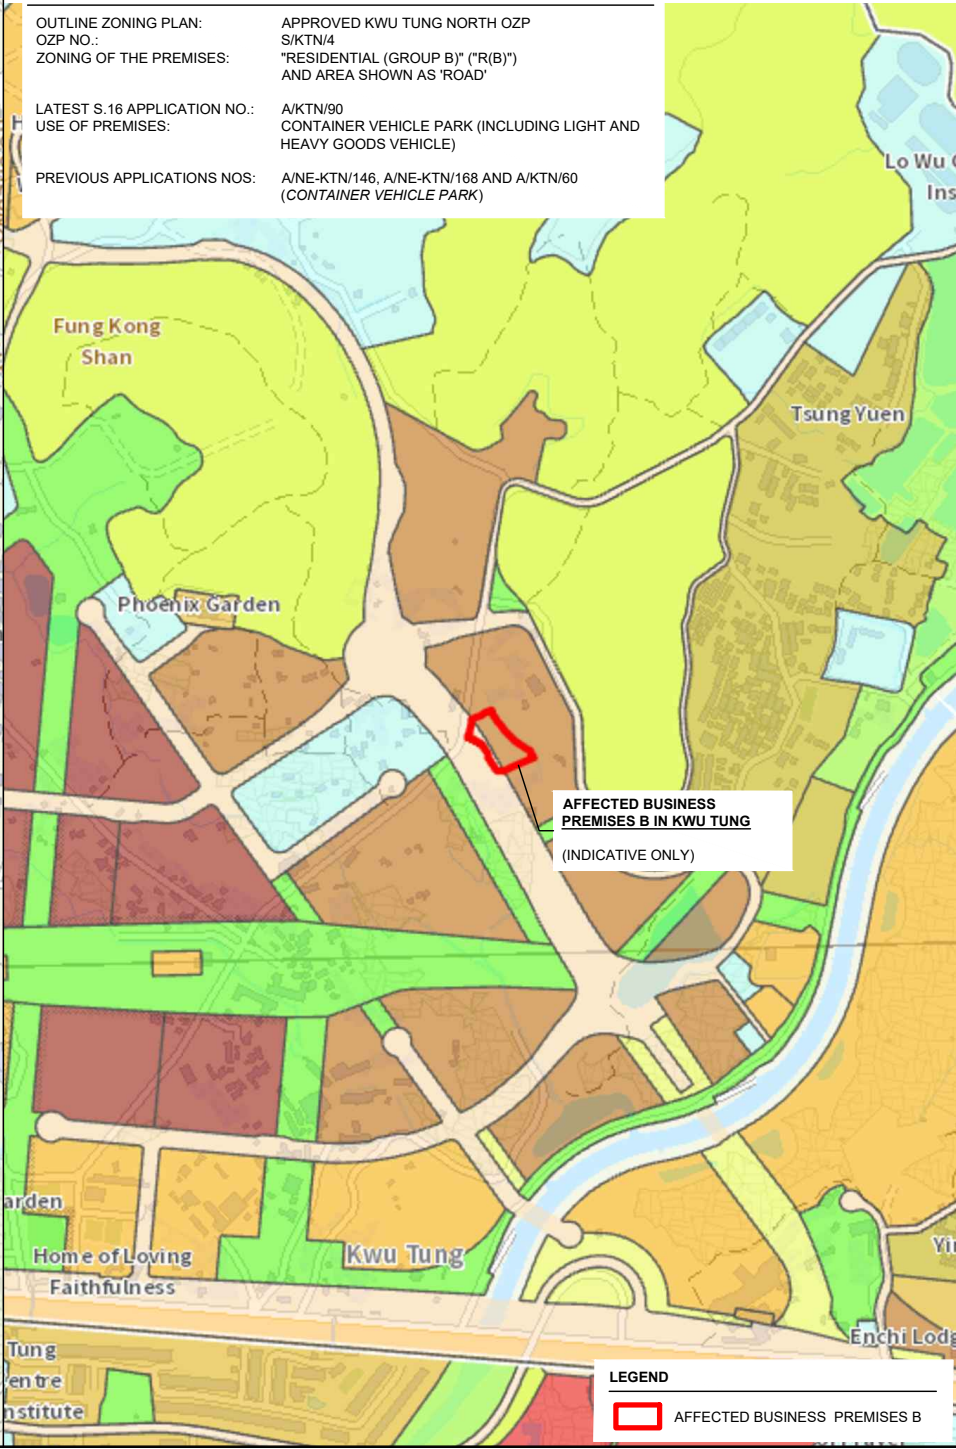 OUTLINE ZONING PLAN: APPROVED KWU TUNG NORTH OZP
OZP NO.: S/KTN/4
ZONING OF THE PREMISES: "RESIDENTIAL (GROUP B)" ("R(B)")
AND AREA SHOWN AS 'ROAD'
LATEST S.16 APPLICATION NO.: A/KTN/90
USE OF PREMISES: CONTAINER VEHICLE PARK (INCLUDING LIGHT AND
HEAVY GOODS VEHICLE)
PREVIOUS APPLICATIONS NOS: A/NE-KTN/146, A/NE-KTN/168 AND A/KTN/60
(CONTAINER VEHICLE PARK)
Lo Wu
Ins
Fung Kong
Shan
Tsung Yuen
Phoenix Garden
AFFECTED BUSINESS
PREMISES B IN KWU TUNG
(INDICATIVE ONLY)
arden
Home of Loving
Faithfulness
Kwu Tung
Yi
Enchi Lodg
Tung
entre
nstitute
LEGEND
AFFECTED BUSINESS PREMISES B